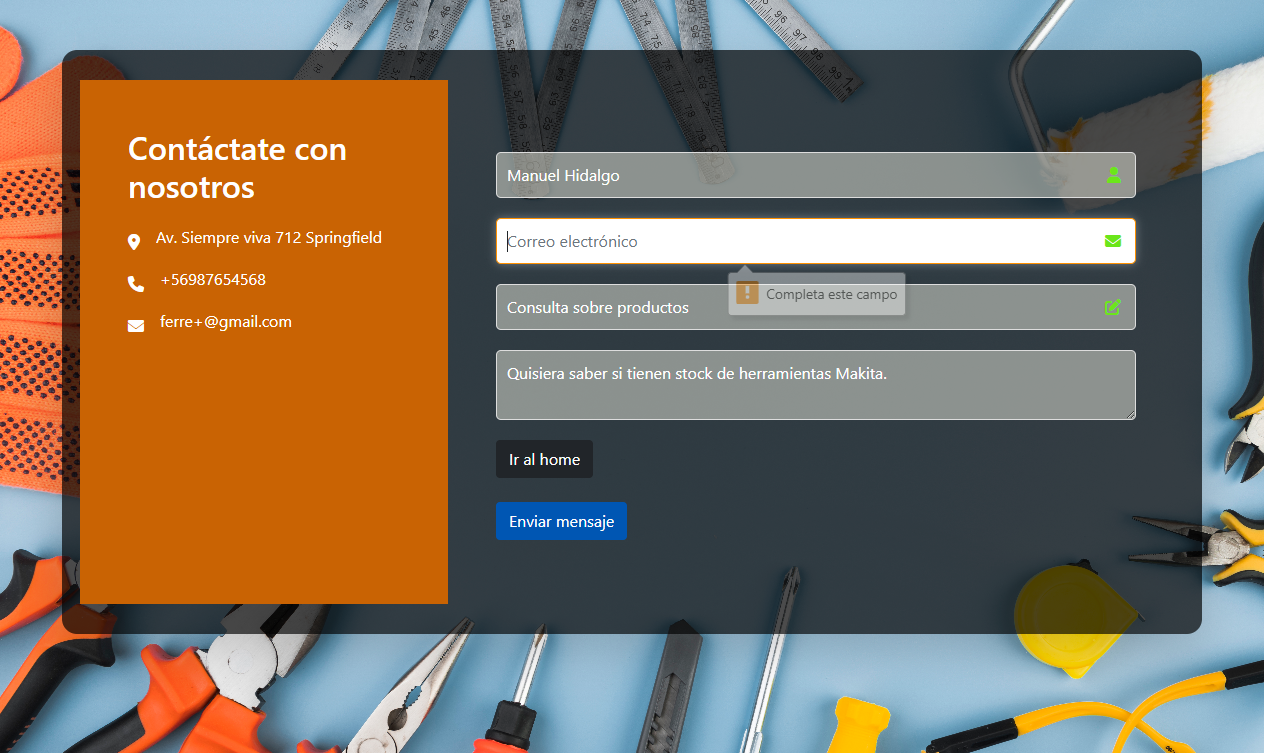 Contáctate con
nosotros
Av. Siempre viva 712 Springfield
+56987654568
ferre+@gmail.com
Manuel Hidalgo
Correo electrónico
Completa este campo
Consulta sobre productos
Quisiera saber si tienen stock de herramientas Makita.
Ir al home
Enviar mensaje